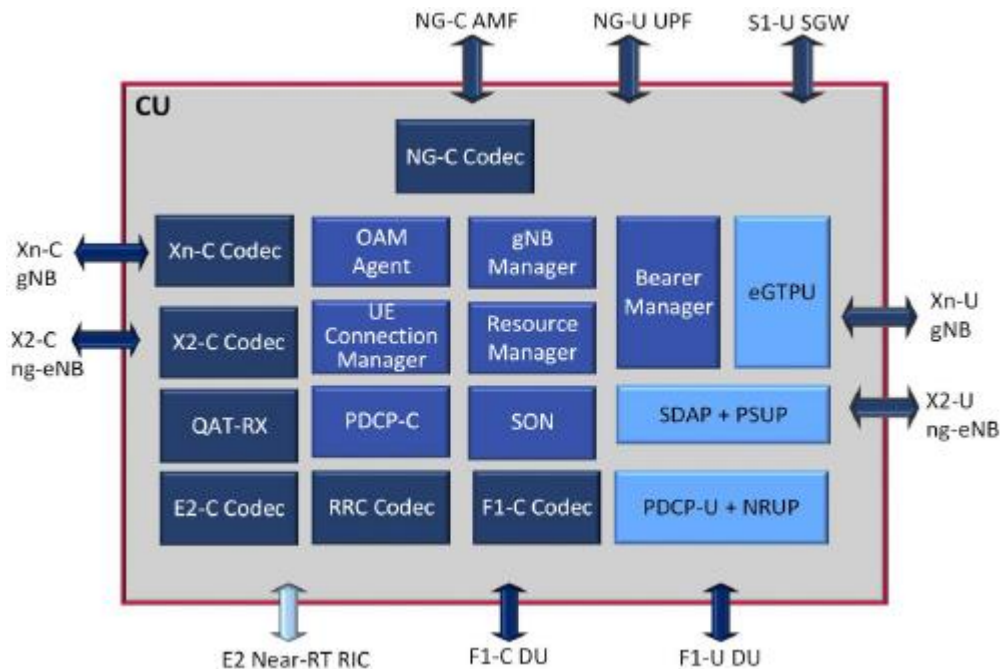 NG-C AMF
NG-U UPF
S1-U SGW
CU
NG-C Codec
Xn-C
gNB
Xn-C Codec
OAM
Agent
gNB
Manager
Bearer
Manager
eGTPU
Xn-U
gNB
X2-C
ng-eNB
X2-C Codec
UE
Connection
Manager
Resource
Manager
QAT-RX
PDCP-C
SON
SDAP + PSUP
X2-U
ng-eNB
E2-C Codec
RRC Codec
F1-C Codec
PDCP-U + NRUP
E2 Near-RT RIC
F1-C DU
F1-U DU